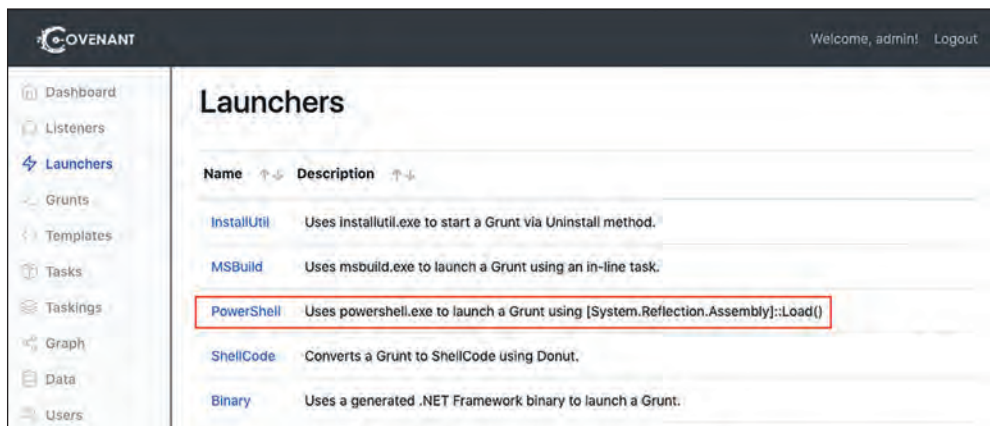 COVENANT
Welcome, admin! Logout
Dashboard
Listeners
Launchers
Grunts
Templates
Tasks
Taskings
Graph
Data
Users
Launchers
Name Description
InstallUtil Uses installutil.exe to start a Grunt via Uninstall method.
MSBuild Uses msbuild.exe to launch a Grunt using an in-line task.
PowerShell Uses powershell.exe to launch a Grunt using [System.Reflection.Assembly]::Load()
ShellCode Converts a Grunt to ShellCode using Donut.
Binary Uses a generated .NET Framework binary to launch a Grunt.